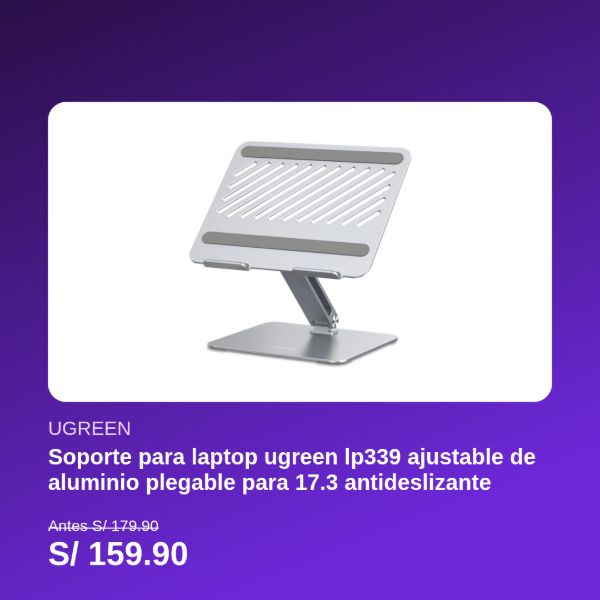 UGREEN
Soporte para laptop ugreen lp339 ajustable de
aluminio plegable para 17.3 antideslizante
Antes S/ 179.90
S/ 159.90